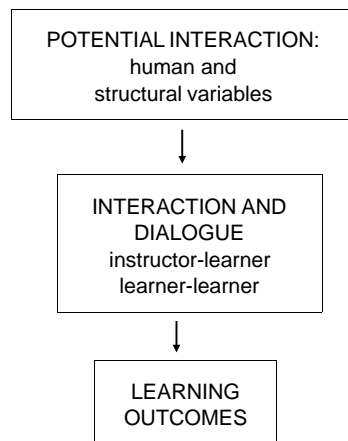 POTENTIAL INTERACTION:
human and
structural variables
INTERACTION AND
DIALOGUE
instructor-learner
learner-learner
LEARNING
OUTCOMES